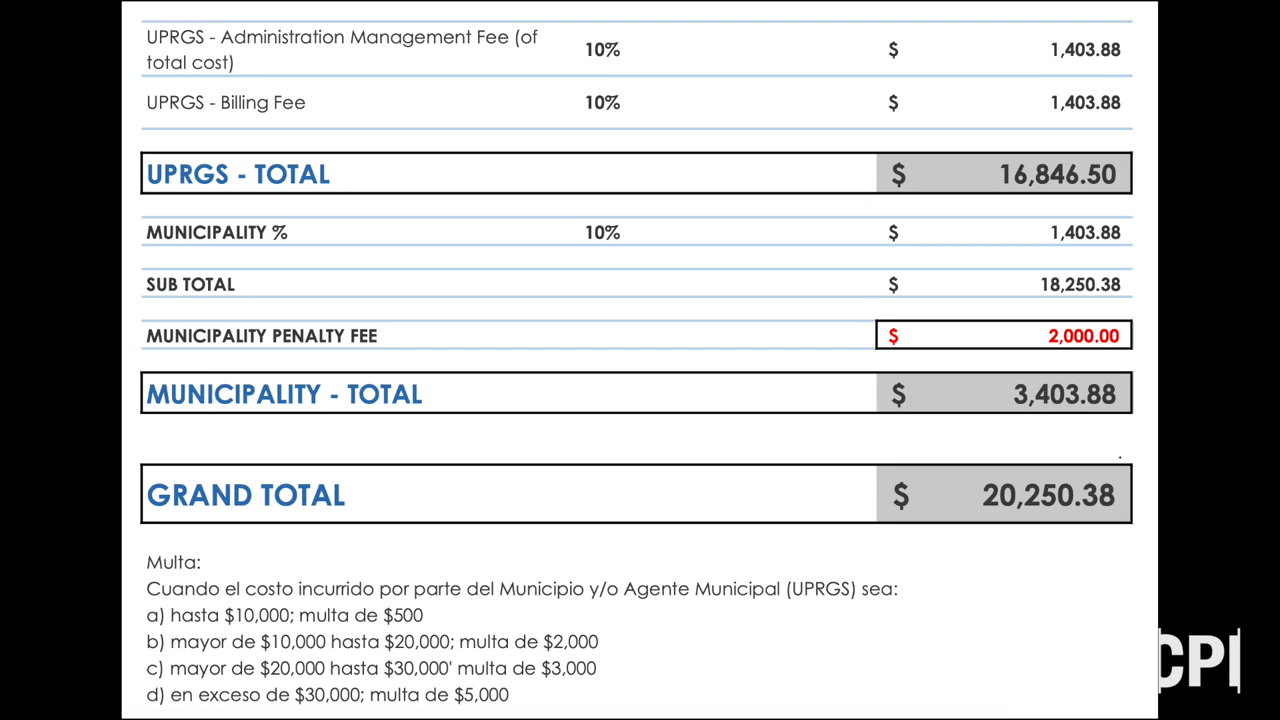 UPRGS - Administration Management Fee (of
total cost) 10% $ 1,403.88
UPRGS - Billing Fee 10% $ 1,403.88
UPRGS - TOTAL $ 16,846.50
MUNICIPALITY % 10% $ 1,403.88
SUB TOTAL $ 18,250.38
MUNICIPALITY PENALTY FEE $ 2,000.00
MUNICIPALITY - TOTAL $ 3,403.88
.
GRAND TOTAL $ 20,250.38
Multa:
Cuando el costo incurrido por parte del Municipio y/o Agente Municipal (UPRGS) sea:
a) hasta $10,000; multa de $500
b) mayor de $10,000 hasta $20,000; multa de $2,000
c) mayor de $20,000 hasta $30,000' multa de $3,000
d) en exceso de $30,000; multa de $5,000
CPI